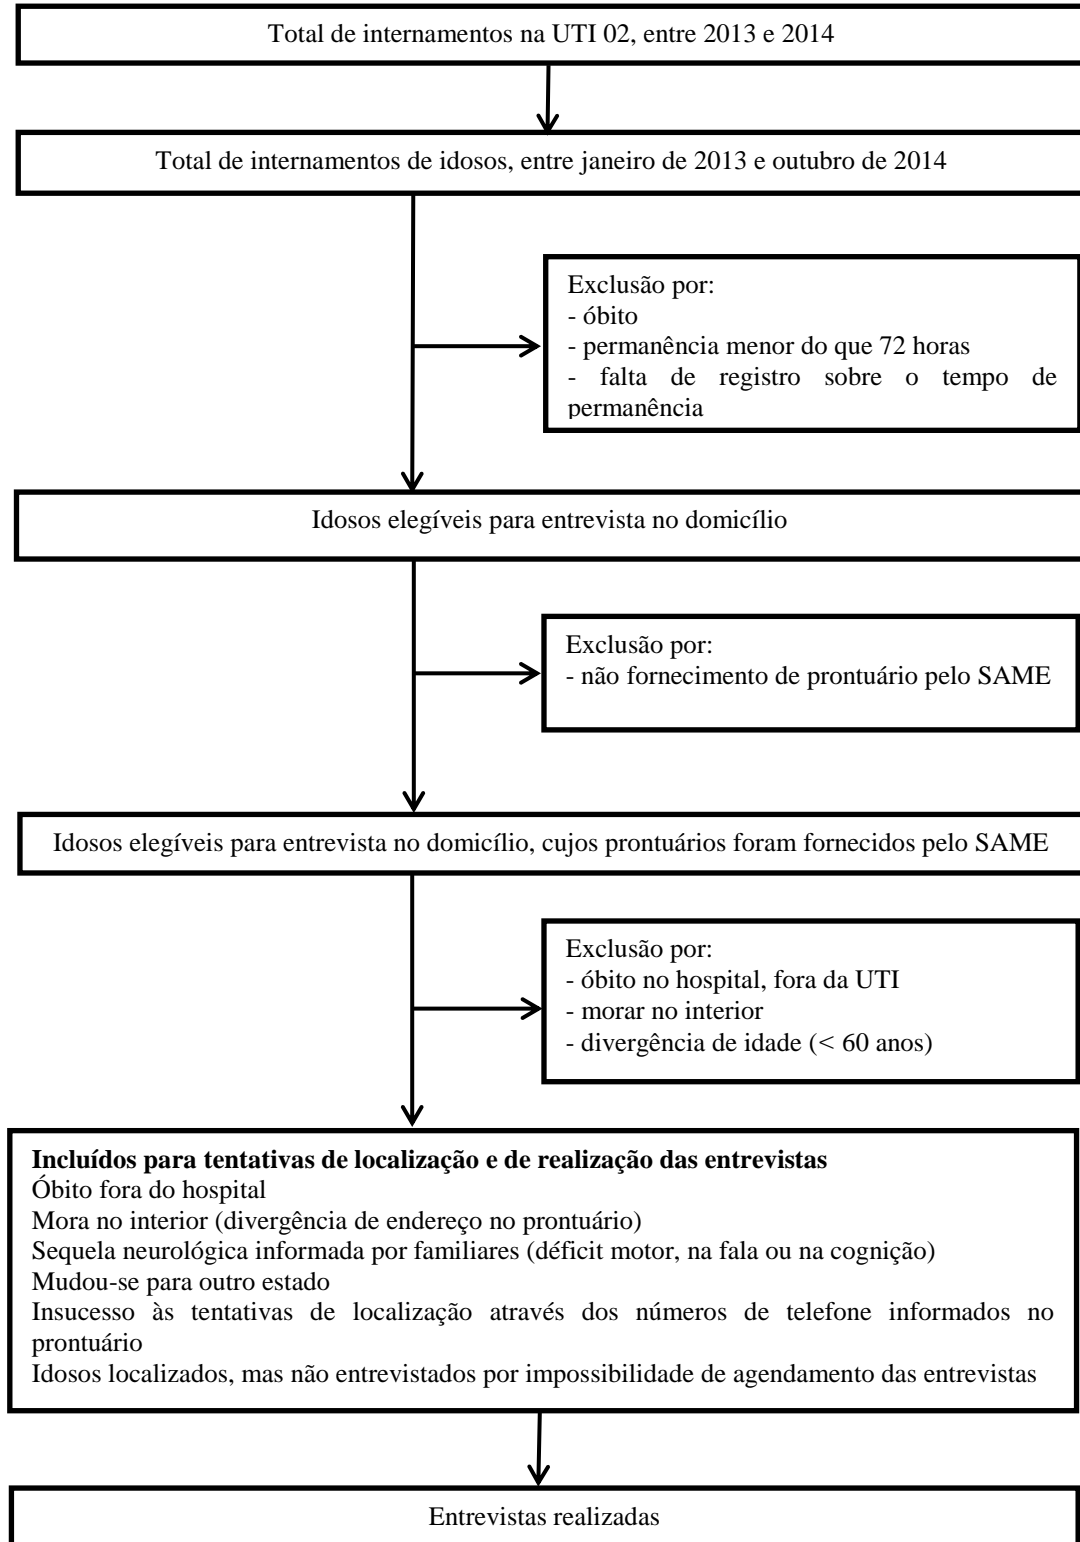 Total de internamentos na UTI 02, entre 2013 e 2014
Total de internamentos de idosos, entre janeiro de 2013 e outubro de 2014
Exclusão por:
- óbito
- permanência menor do que 72 horas
- falta de registro sobre o tempo de
permanência
Idosos elegíveis para entrevista no domicílio
Exclusão por:
- não fornecimento de prontuário pelo SAME
Idosos elegíveis para entrevista no domicílio, cujos prontuários foram fornecidos pelo SAME
Exclusão por:
- óbito no hospital, fora da UTI
- morar no interior
- divergência de idade (< 60 anos)
Incluídos para tentativas de localização e de realização das entrevistas
Óbito fora do hospital
Mora no interior (divergência de endereço no prontuário)
Sequela neurológica informada por familiares (déficit motor, na fala ou na cognição)
Mudou-se para outro estado
Insucesso às tentativas de localização através dos números de telefone informados no
prontuário
Idosos localizados, mas não entrevistados por impossibilidade de agendamento das entrevistas
Entrevistas realizadas